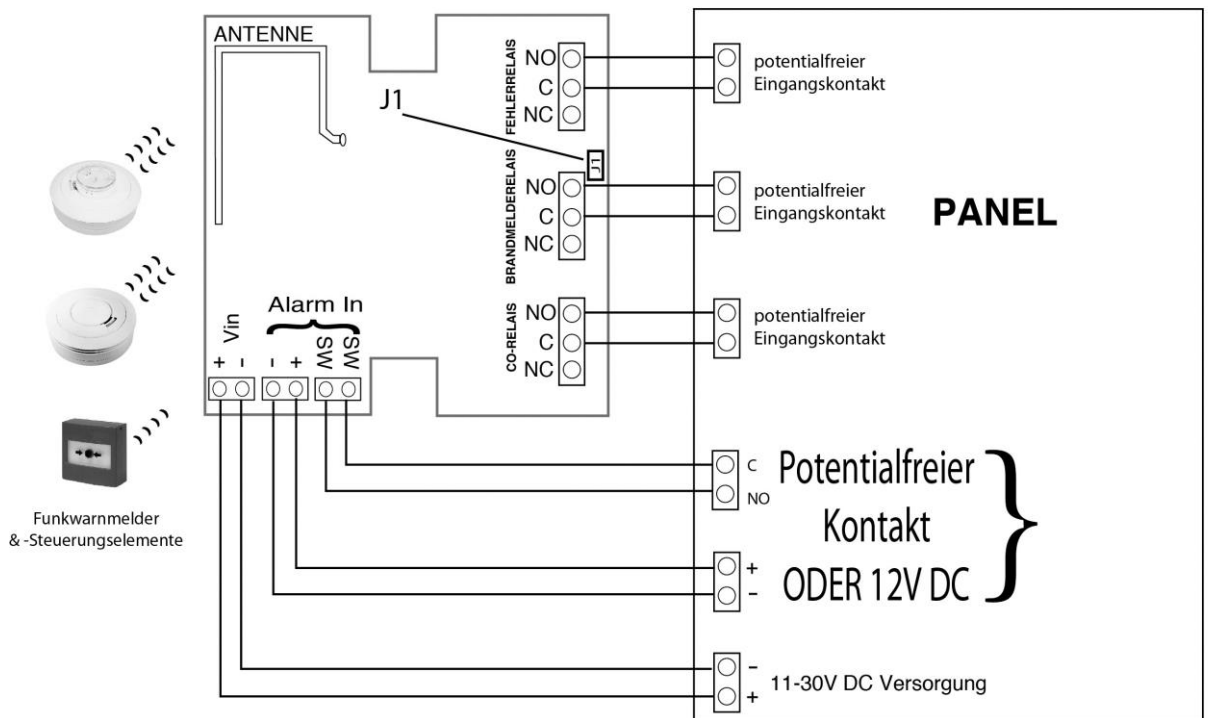 ANTENNE
J1
FEHLERRELAIS
NO
C
NC
J1
BRANDMELDERELAIS
NO
C
NC
CO-RELAIS
NO
C
NC
Alarm In
Vin
+
-
-
+
SW
SW
potentialfreier
Eingangskontakt
potentialfreier
Eingangskontakt
potentialfreier
Eingangskontakt
PANEL
C
NO
Potentialfreier
Kontakt
ODER 12V DC
+
-
-
+
11-30V DC Versorgung
Funkwarnmelder
& -Steuerungselemente